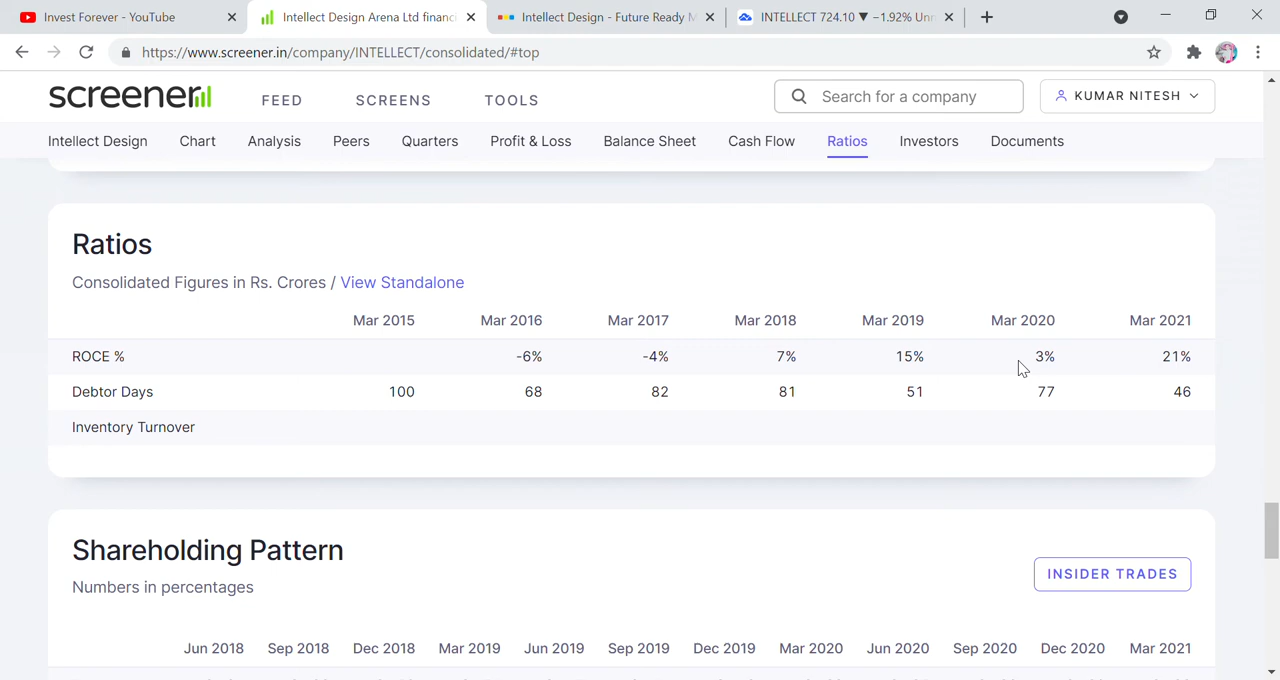 Invest Forever - YouTube
Intellect Design Arena Ltd financi
Intellect Design - Future Ready M
INTELLECT 724.10 ▼ −1.92% Unn
https://www.screener.in/company/INTELLECT/consolidated/#top
screener
FEED SCREENS TOOLS
Search for a company
KUMAR NITESH
Intellect Design Chart Analysis Peers Quarters Profit & Loss Balance Sheet Cash Flow Ratios Investors Documents
Ratios
Consolidated Figures in Rs. Crores / View Standalone
Mar 2015 Mar 2016 Mar 2017 Mar 2018 Mar 2019 Mar 2020 Mar 2021
ROCE % -6% -4% 7% 15% 3% 21%
Debtor Days 100 68 82 81 51 77 46
Inventory Turnover
Shareholding Pattern
INSIDER TRADES
Numbers in percentages
Jun 2018 Sep 2018 Dec 2018 Mar 2019 Jun 2019 Sep 2019 Dec 2019 Mar 2020 Jun 2020 Sep 2020 Dec 2020 Mar 2021